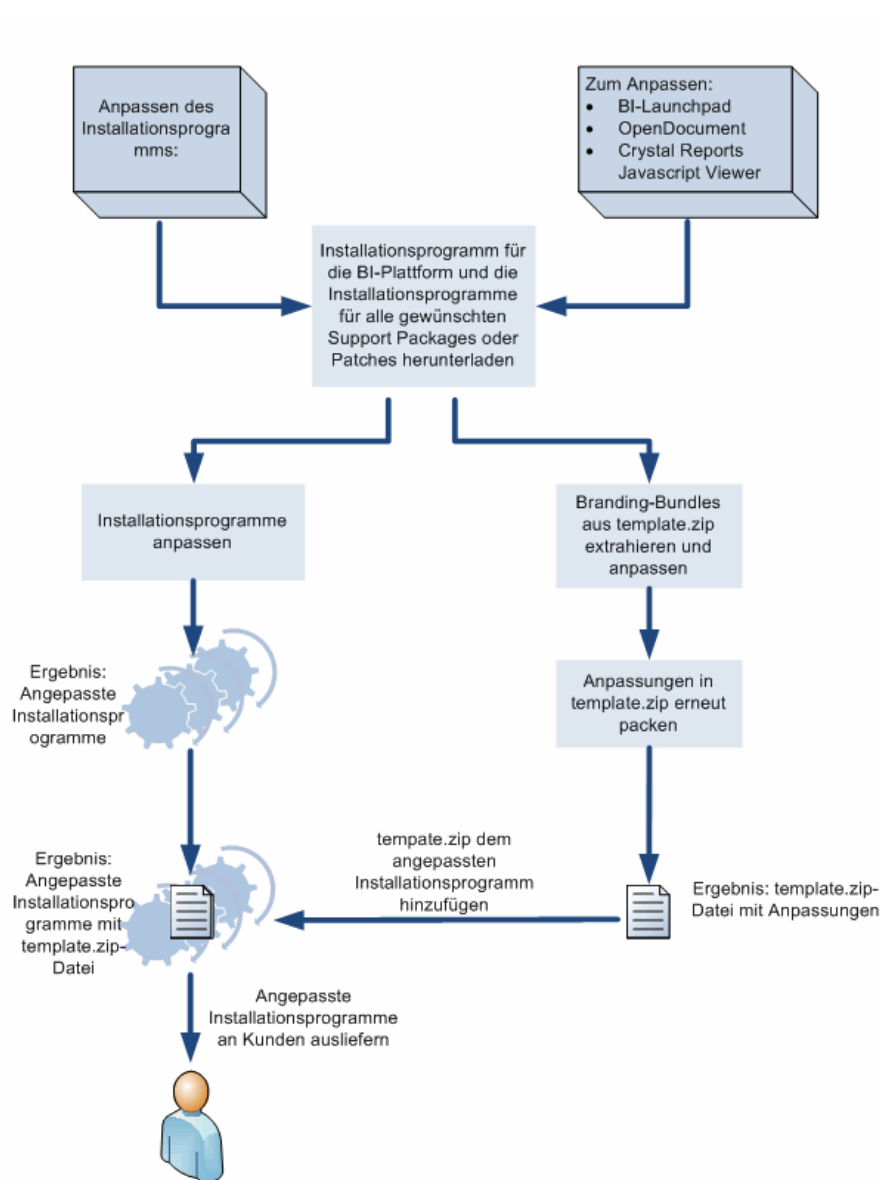 Anpassen des
Installationsprogra
mms:
Zum Anpassen:
• BI-Launchpad
• OpenDocument
• Crystal Reports
Javascript Viewer
Installationsprogramm für
die BI-Plattform und die
Installationsprogramme
für alle gewünschten
Support Packages oder
Patches herunterladen
Installationsprogramme
anpassen
Branding-Bundles
aus template.zip
extrahieren und
anpassen
Ergebnis:
Angepasste
Installationspr
ogramme
Anpassungen in
template.zip erneut
packen
Ergebnis:
Angepasste
Installationspro
gramme mit
template.zip-
Datei
tempate.zip dem
angepassten
Installationsprogramm
hinzufügen
Ergebnis: template.zip-
Datei mit Anpassungen
Angepasste
Installationsprogramme
an Kunden ausliefern